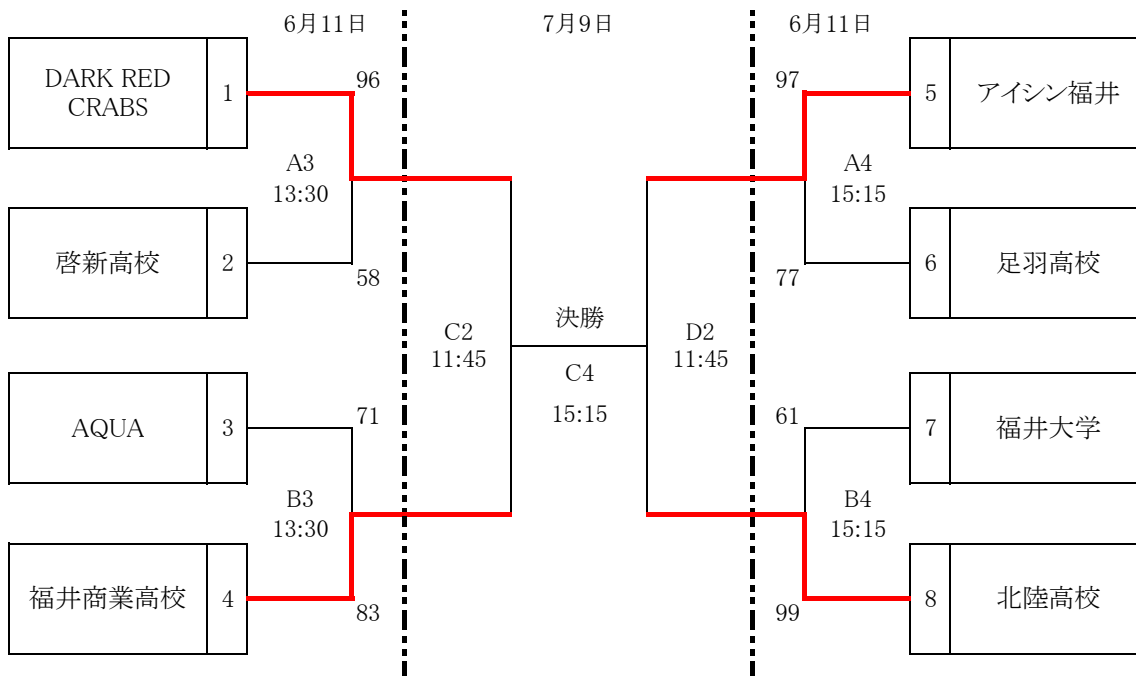 6月11日
7月9日
6月11日
DARK RED
CRABS
1
96
A3
13:30
啓新高校
2
58
AQUA
3
71
B3
13:30
福井商業高校
4
83
C2
11:45
決勝
C4
15:15
D2
11:45
97
5
アイシン福井
A4
15:15
77
6
足羽高校
61
7
福井大学
B4
15:15
99
8
北陸高校